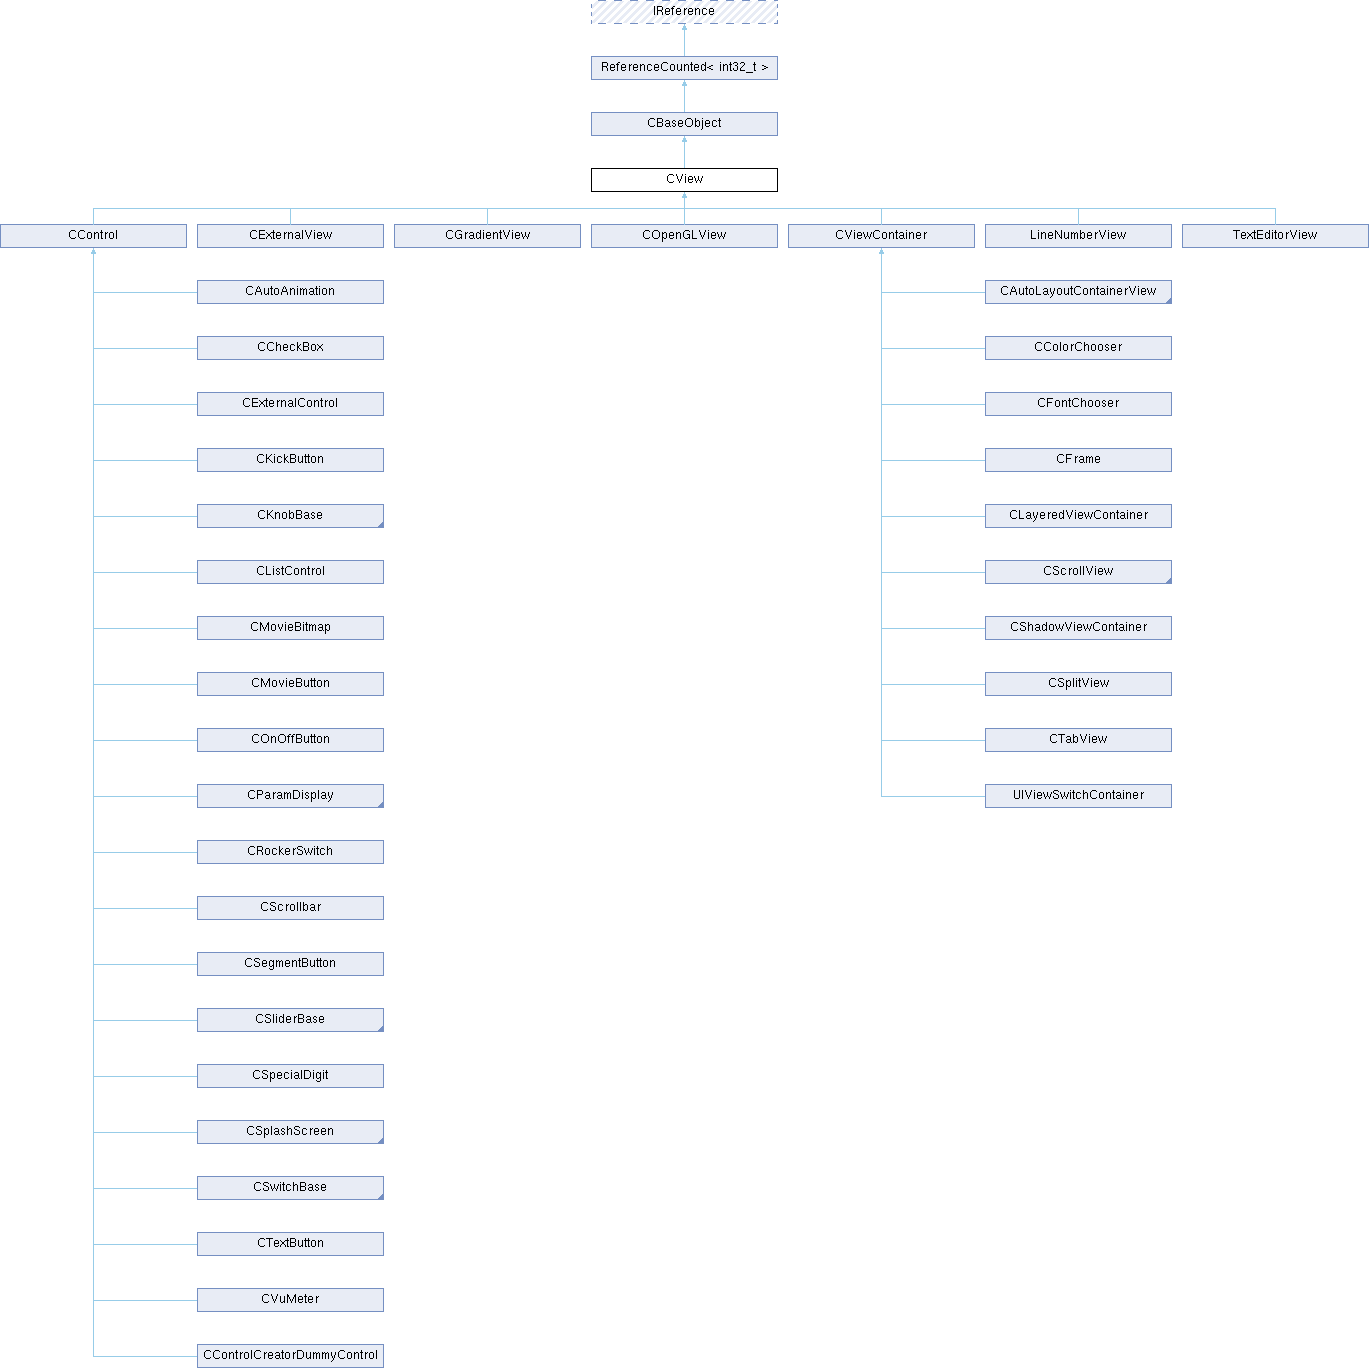 IReference
ReferenceCounted< int32_t >
CBaseObject
CView
CControl
CExternalView
CGradientView
COpenGLView
CViewContainer
LineNumberView
TextEditorView
CAutoAnimation
CAutoLayoutContainerView
CCheckBox
CColorChooser
CExternalControl
CFontChooser
CKickButton
CFrame
CKnobBase
CLayeredViewContainer
CListControl
CScrollView
CMovieBitmap
CShadowViewContainer
CMovieButton
CSplitView
COnOffButton
CTabView
CParamDisplay
UIViewSwitchContainer
CRockerSwitch
CScrollbar
CSegmentButton
CSliderBase
CSpecialDigit
CSplashScreen
CSwitchBase
CTextButton
CVuMeter
CControlCreatorDummyControl